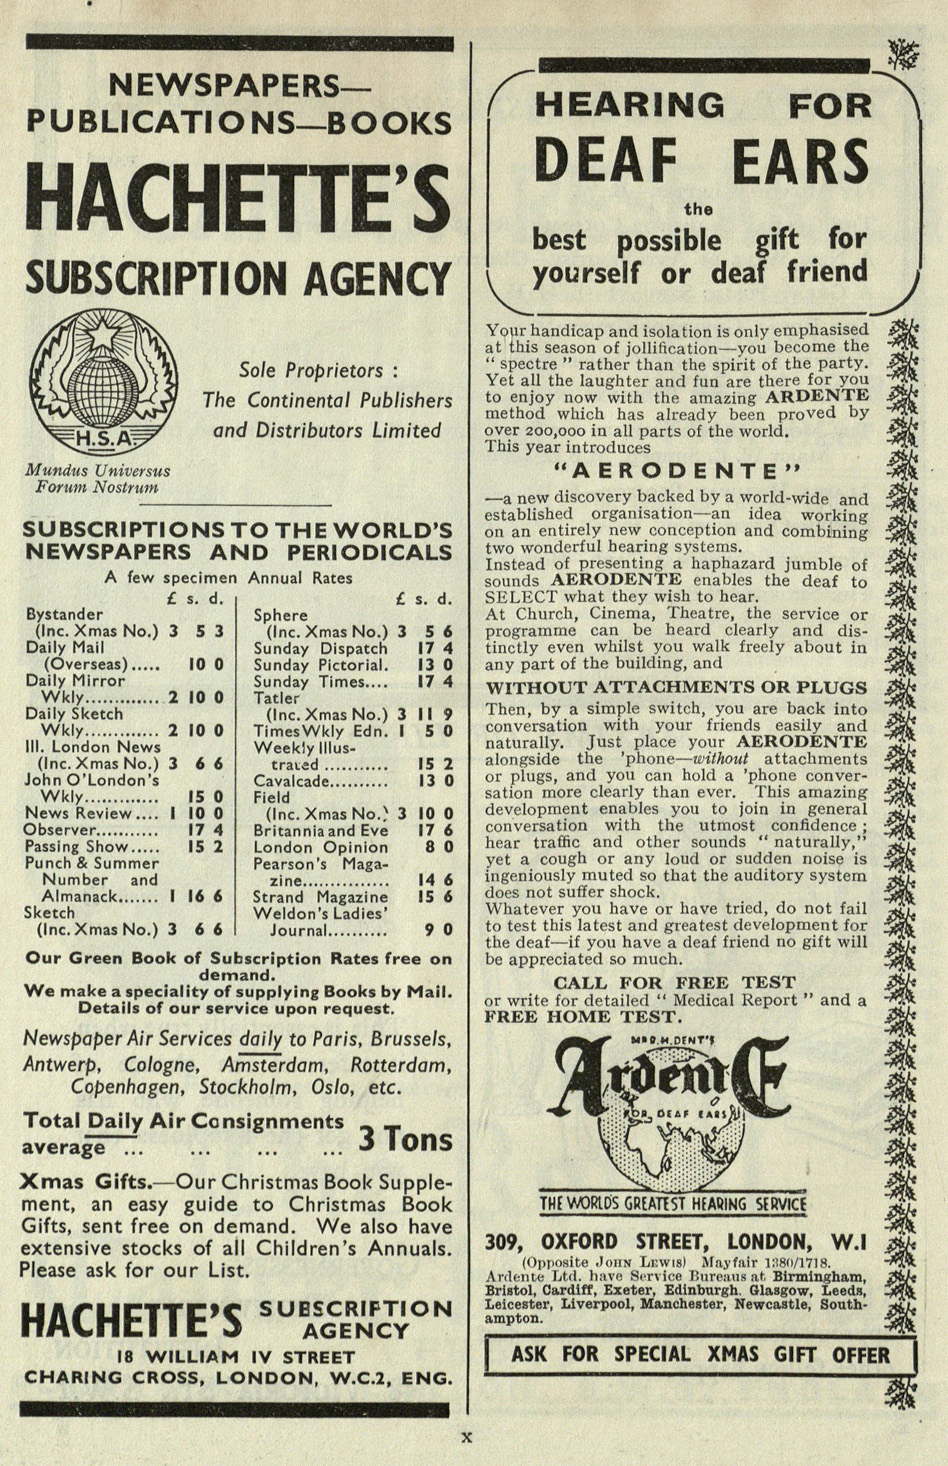 NEWSPAPERS—
PUBLICATIONS—BOOKS
HACHETTE'S
SUBSCRIPTION AGENCY
H.S.A.
Mundus Universus
Forum Nostrum
Sole Proprietors :
The Continental Publishers
and Distributors Limited
SUBSCRIPTIONS TO THE WORLD'S
NEWSPAPERS AND PERIODICALS
A few specimen Annual Rates
£ s. d.
Bystander
(Inc. Xmas No.) 3 5 3
Daily Mail
(Overseas)..... 10 0
Daily Mirror
Wkly............. 2 10 0
Daily Sketch
Wkly............. 2 10 0
Ill. London News
(Inc. Xmas No.) 3 6 6
John O'London's
Wkly............. 15 0
News Review.... 1 10 0
Observer........... 17 4
Passing Show..... 15 2
Punch & Summer
Number and
Almanack....... 1 16 6
Sketch
(Inc. Xmas No.) 3 6 6
£ s. d.
Sphere
(Inc. Xmas No.) 3 5 6
Sunday Dispatch 17 4
Sunday Pictorial. 13 0
Sunday Times.... 17 4
Tatler
(Inc. Xmas No.) 3 11 9
Times Wkly Edn. 1 5 0
Weekly Illus-
trated ........... 15 2
Cavalcade.......... 13 0
Field
(Inc. Xmas No.) 3 10 0
Britannia and Eve 17 6
London Opinion 8 0
Pearson's Maga-
zine............... 14 6
Strand Magazine 15 6
Weldon's Ladies'
Journal.......... 9 0
Our Green Book of Subscription Rates free on
demand.
We make a speciality of supplying Books by Mail.
Details of our service upon request.
Newspaper Air Services daily to Paris, Brussels,
Antwerp, Cologne, Amsterdam, Rotterdam,
Copenhagen, Stockholm, Oslo, etc.
Total Daily Air Consignments
average ... ... ... ... 3 Tons
Xmas Gifts.—Our Christmas Book Supple-
ment, an easy guide to Christmas Book
Gifts, sent free on demand. We also have
extensive stocks of all Children's Annuals.
Please ask for our List.
HACHETTE'S SUBSCRIPTION
AGENCY
18 WILLIAM IV STREET
CHARING CROSS, LONDON, W.C.2, ENG.
HEARING FOR
DEAF EARS
the
best possible gift for
yourself or deaf friend
Your handicap and isolation is only emphasised
at this season of jollification—you become the
" spectre " rather than the spirit of the party.
Yet all the laughter and fun are there for you
to enjoy now with the amazing ARDENTE
method which has already been proved by
over 200,000 in all parts of the world.
This year introduces
"AERODENTE"
—a new discovery backed by a world-wide and
established organisation—an idea working
on an entirely new conception and combining
two wonderful hearing systems.
Instead of presenting a haphazard jumble of
sounds AERODENTE enables the deaf to
SELECT what they wish to hear.
At Church, Cinema, Theatre, the service or
programme can be heard clearly and dis-
tinctly even whilst you walk freely about in
any part of the building, and
WITHOUT ATTACHMENTS OR PLUGS
Then, by a simple switch, you are back into
conversation with your friends easily and
naturally. Just place your AERODENTE
alongside the 'phone—without attachments
or plugs, and you can hold a 'phone conver-
sation more clearly than ever. This amazing
development enables you to join in general
conversation with the utmost confidence ;
hear traffic and other sounds " naturally,"
yet a cough or any loud or sudden noise is
ingeniously muted so that the auditory system
does not suffer shock.
Whatever you have or have tried, do not fail
to test this latest and greatest development for
the deaf—if you have a deaf friend no gift will
be appreciated so much.
CALL FOR FREE TEST
or write for detailed " Medical Report " and a
FREE HOME TEST.
MR R.H. DENT'S
ArdentE
FOR DEAF EARS
THE WORLD'S GREATEST HEARING SERVICE
309, OXFORD STREET, LONDON, W.1
(Opposite JOHN LEWIS) Mayfair 1380/1718.
Ardente Ltd. have Service Bureaus at Birmingham,
Bristol, Cardiff, Exeter, Edinburgh, Glasgow, Leeds,
Leicester, Liverpool, Manchester, Newcastle, South-
ampton.
ASK FOR SPECIAL XMAS GIFT OFFER
x